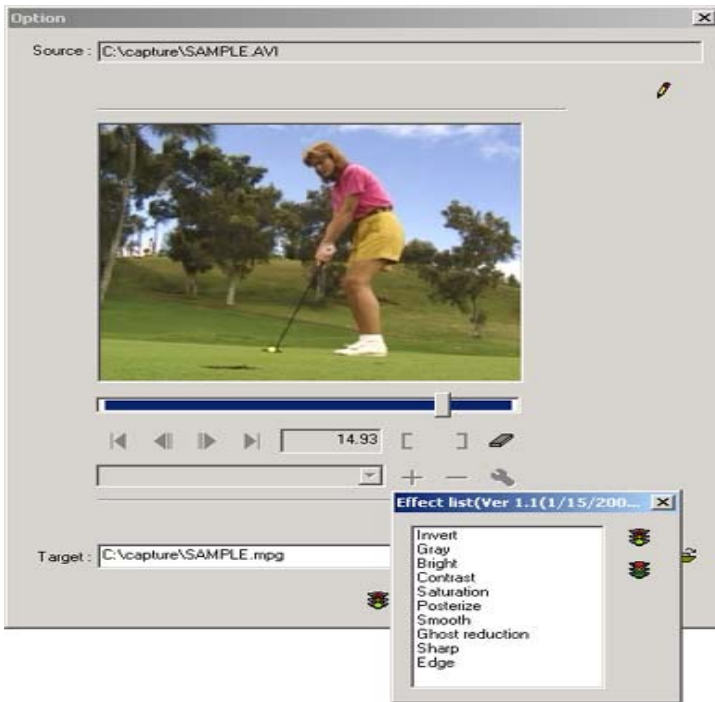 Option
Source : C:\capture\SAMPLE.AVI
14.93
Effect list(Ver 1.1(1/15/200...
Invert
Gray
Bright
Contrast
Saturation
Posterize
Smooth
Ghost reduction
Sharp
Edge
Target : C:\capture\SAMPLE.mpg